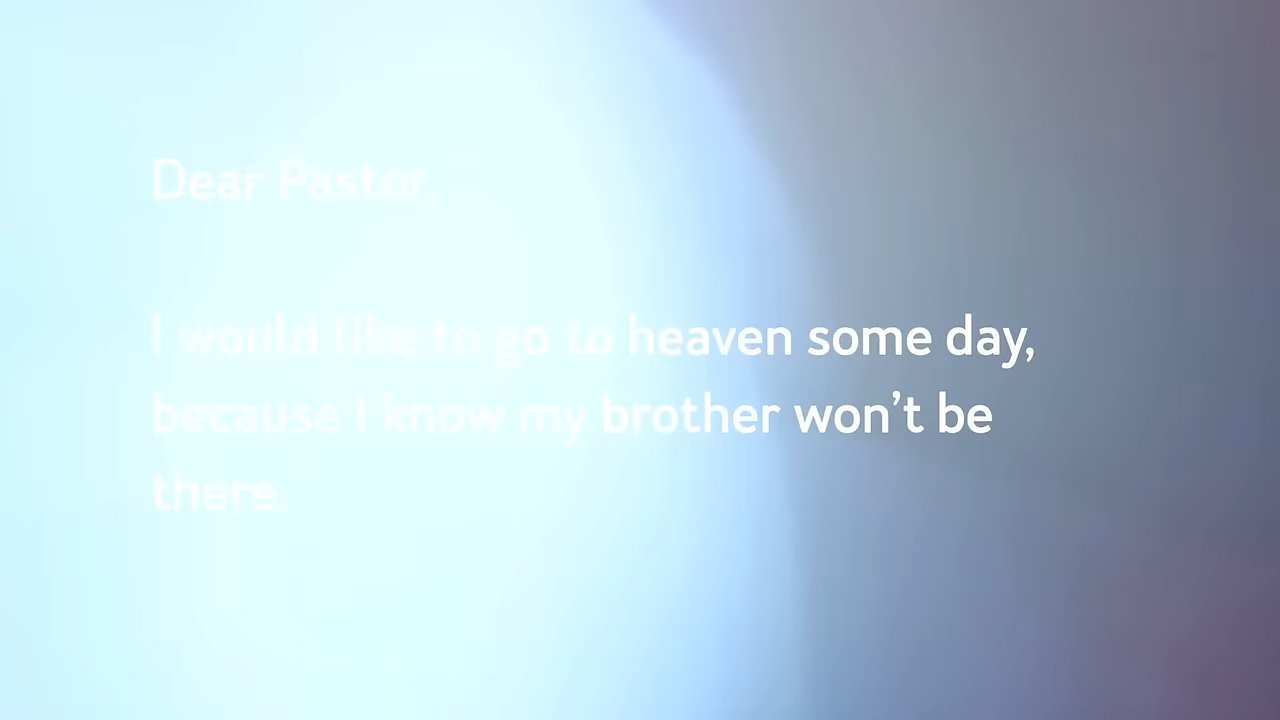 Dear Pastor,
I would like to go to heaven some day,
because I know my brother won’t be
there.